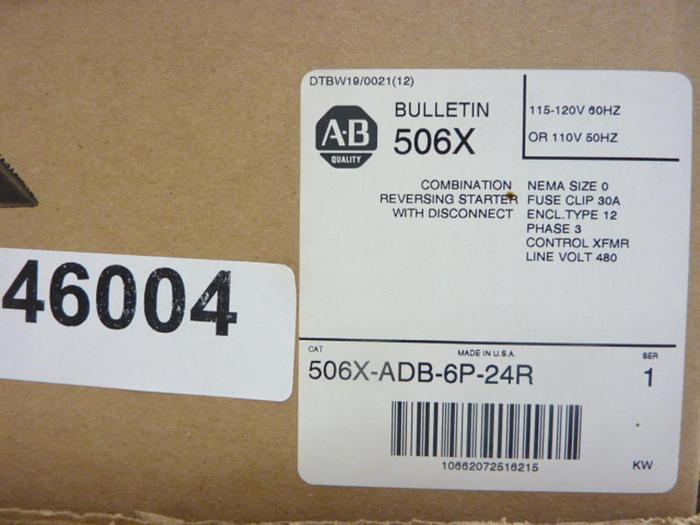 DTBW19/0021(12)
A-B
QUALITY
BULLETIN
506X
115-120V 60HZ
OR 110V 50HZ
COMBINATION
REVERSING STARTER
WITH DISCONNECT
NEMA SIZE 0
FUSE CLIP 30A
ENCL.TYPE 12
PHASE 3
CONTROL XFMR
LINE VOLT 480
46004
CAT
MADE IN U.S.A.
SER
506X-ADB-6P-24R
1
10662072516215
KW